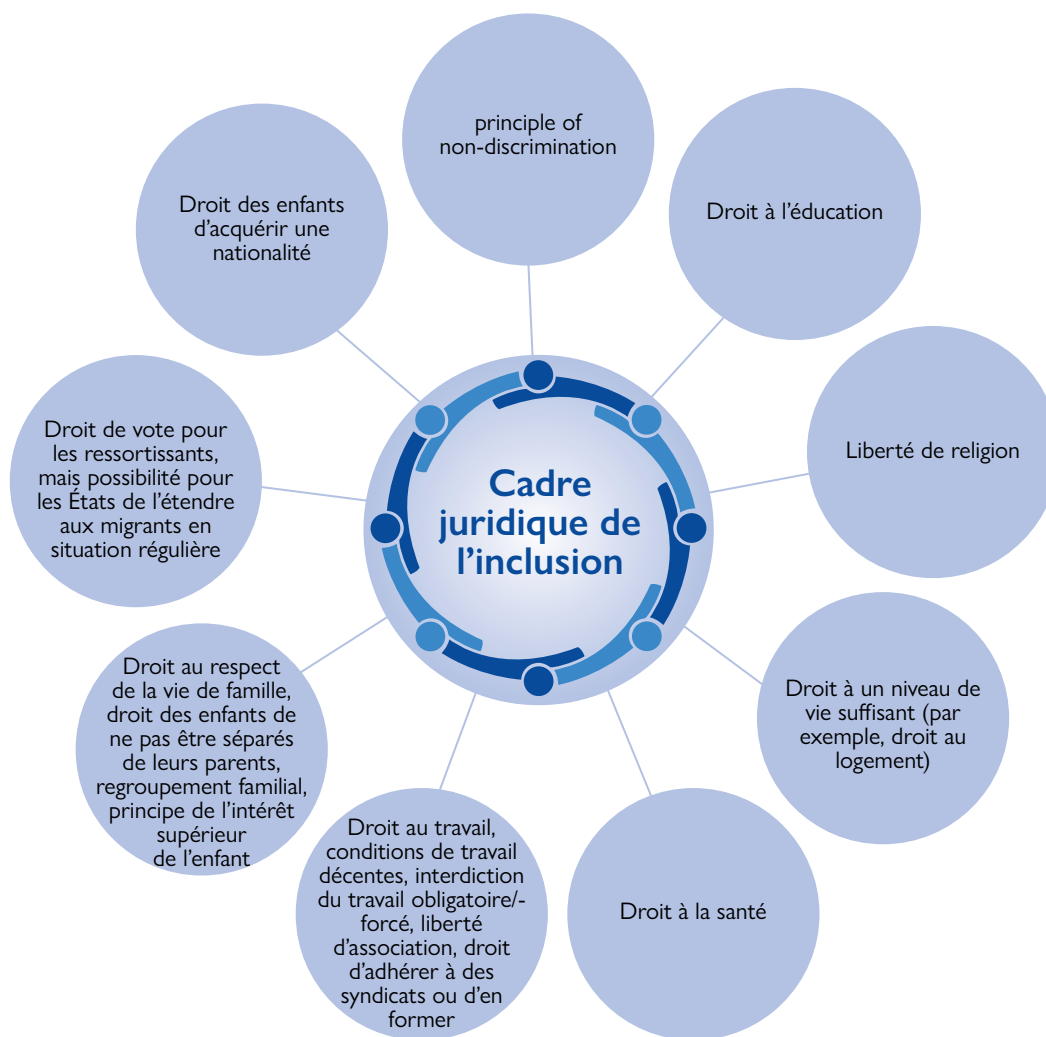 principle of
non-discrimination
Droit à l’éducation
Liberté de religion
Droit à un niveau de
vie suffisant (par
exemple, droit au
logement)
Droit à la santé
Droit au travail,
conditions de travail
décentes, interdiction
du travail obligatoire/-
forcé, liberté
d’association, droit
d’adhérer à des
syndicats ou d’en
former
Droit au respect
de la vie de famille,
droit des enfants de
ne pas être séparés
de leurs parents,
regroupement familial,
principe de l’intérêt
supérieur
de l’enfant
Droit de vote pour
les ressortissants,
mais possibilité pour
les États de l’étendre
aux migrants en
situation régulière
Droit des enfants
d’acquérir une
nationalité
Cadre
juridique de
l’inclusion